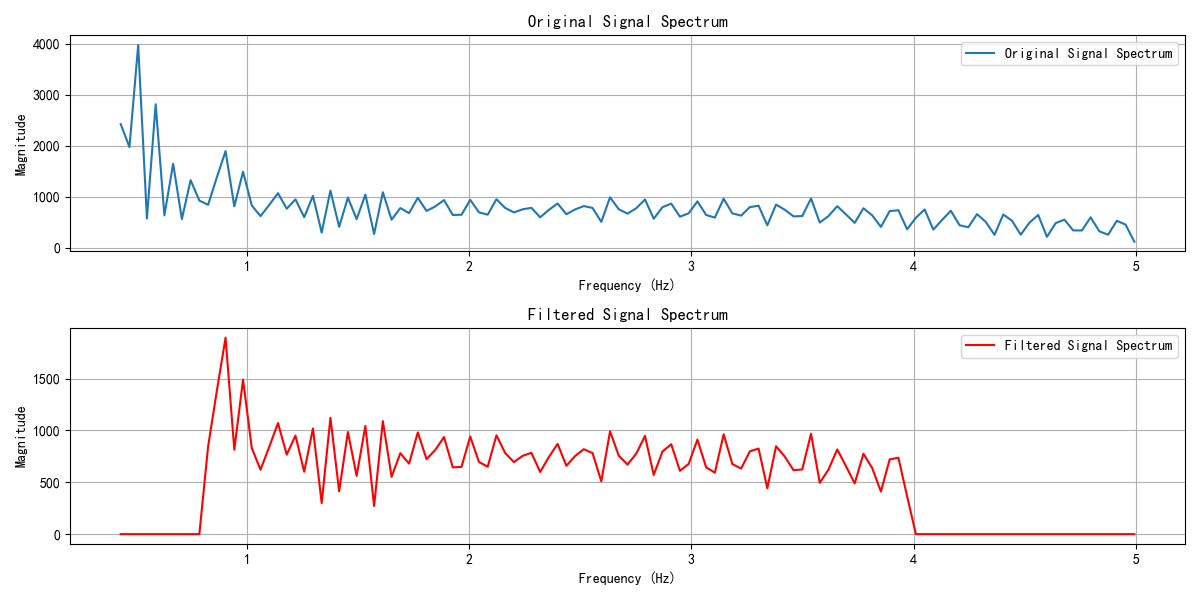 Original Signal Spectrum
Original Signal Spectrum
4000
3000
2000
1000
0
Magnitude
1 2 3 4 5
Frequency (Hz)
Filtered Signal Spectrum
Filtered Signal Spectrum
1500
1000
500
0
Magnitude
1 2 3 4 5
Frequency (Hz)